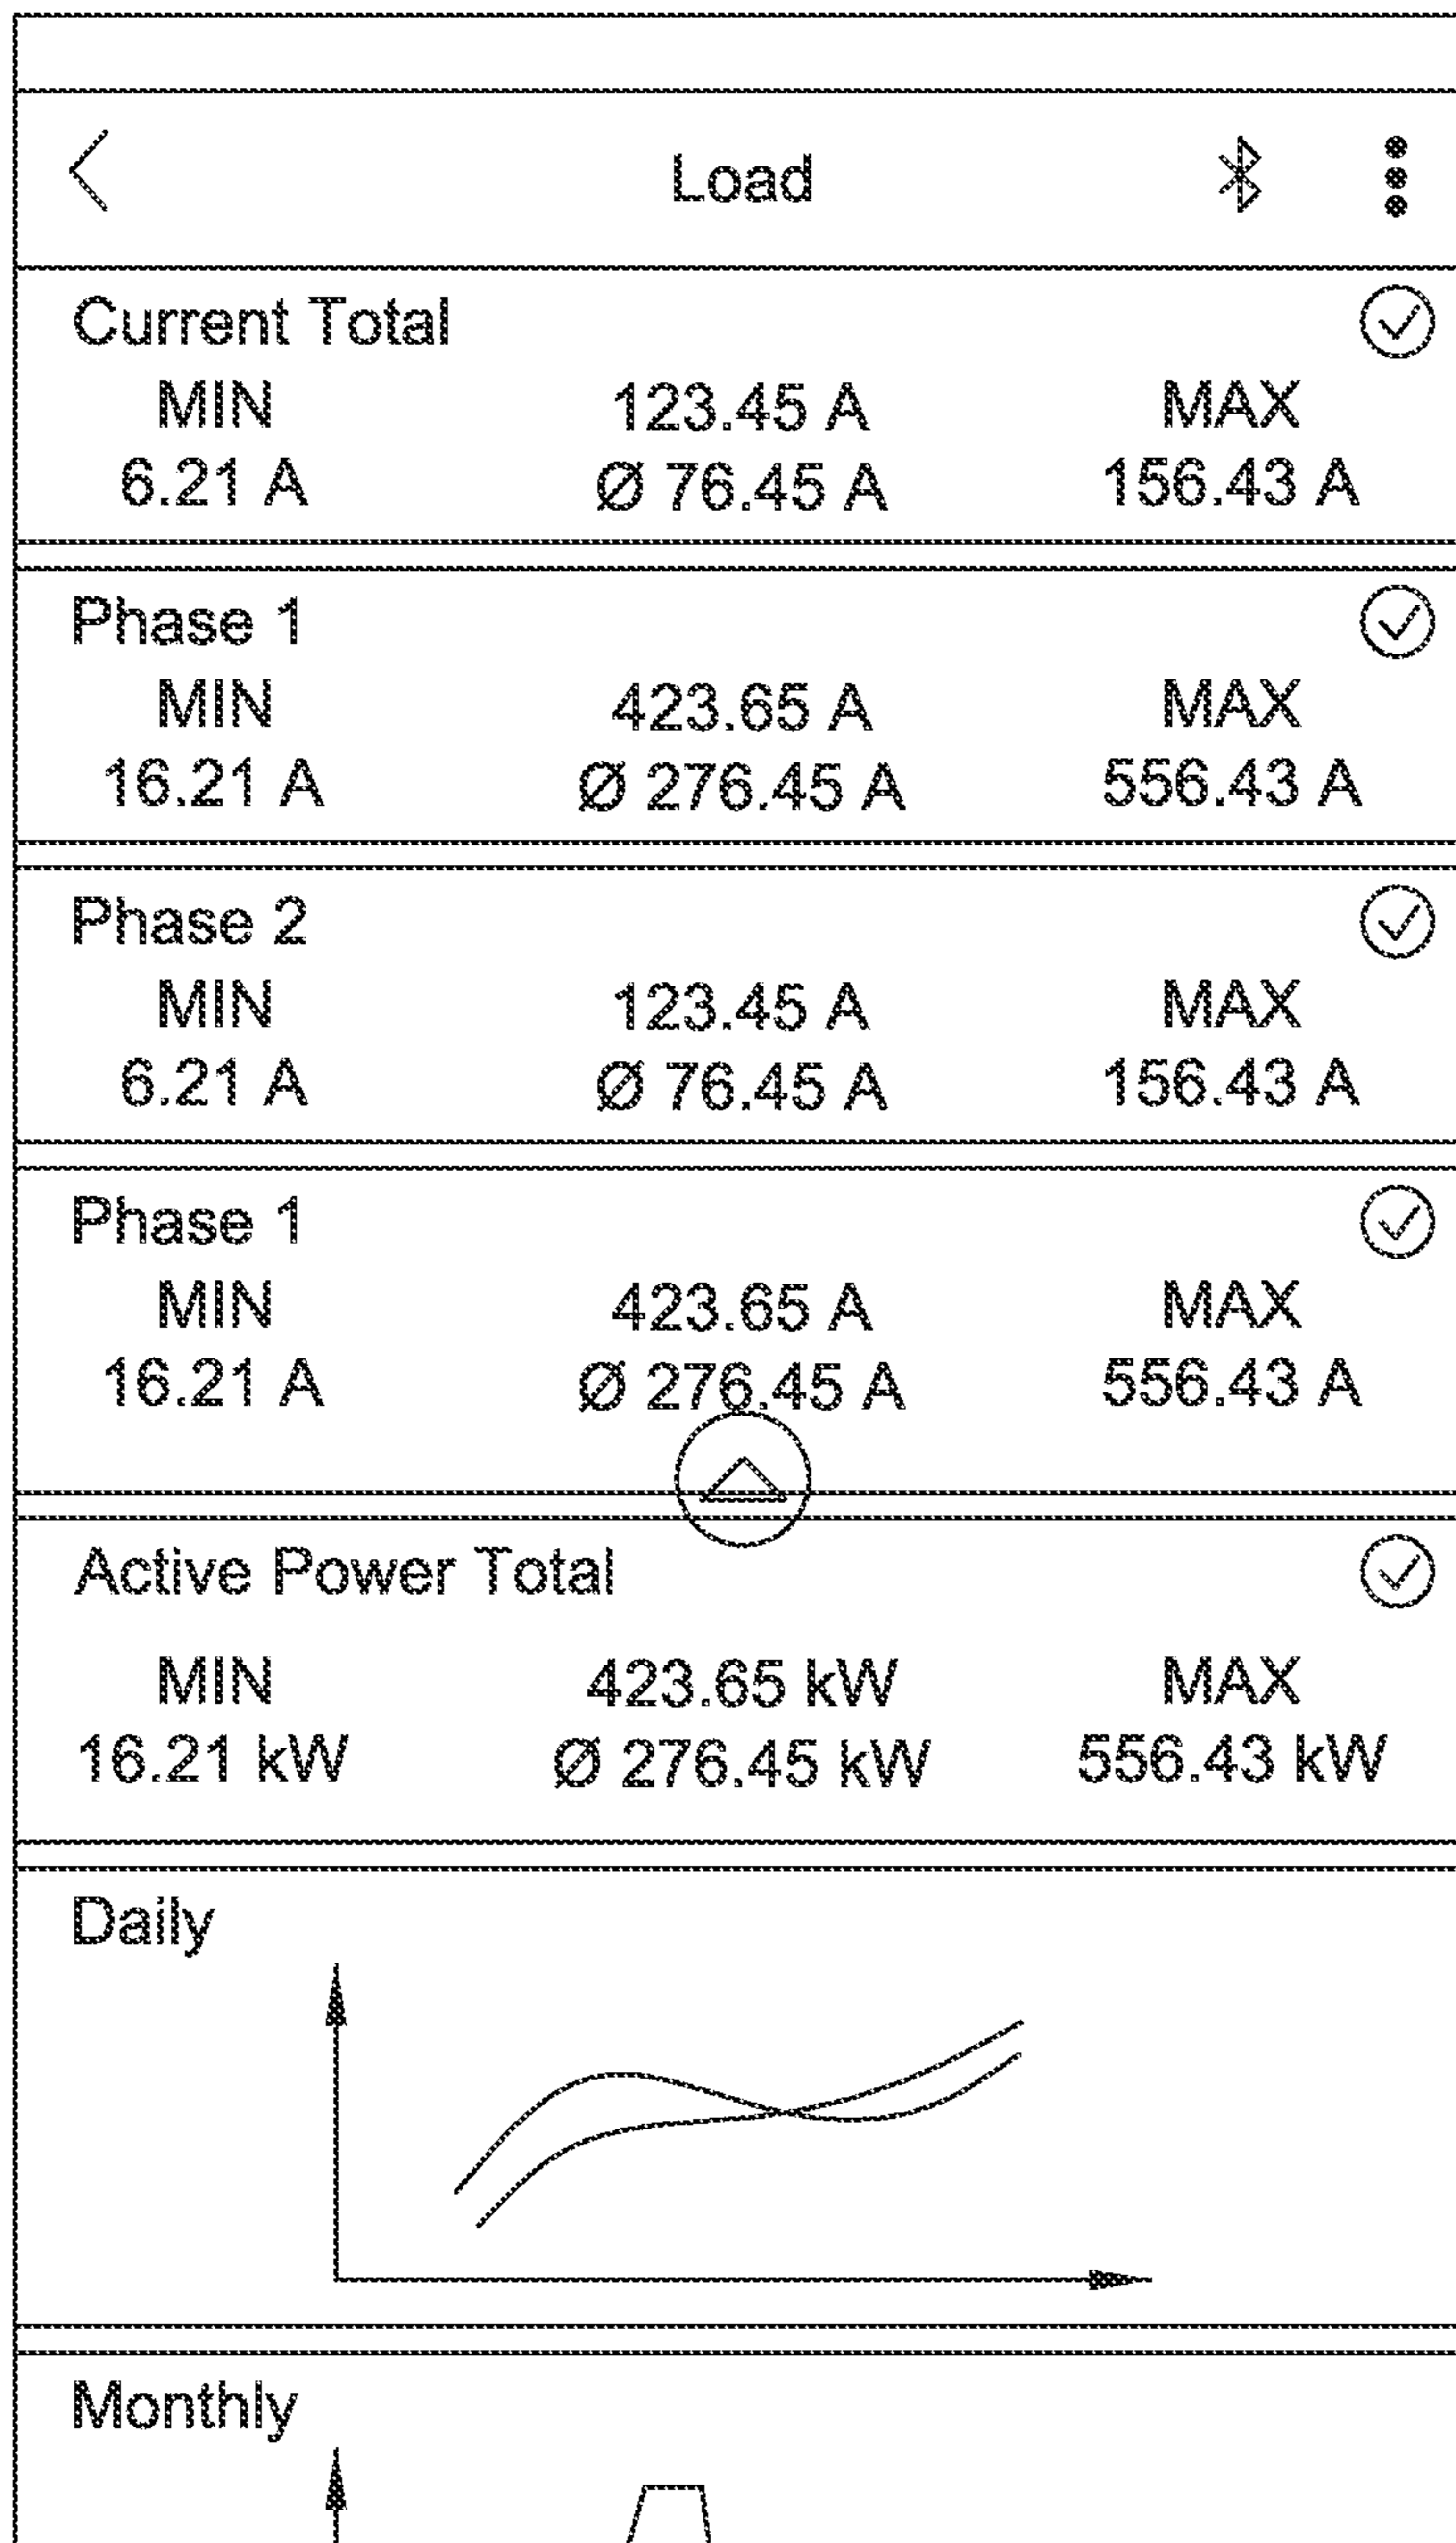 Load
Current Total
MIN 123.45 A MAX
6.21 A Ø 76.45 A 156.43 A
Phase 1
MIN 423.65 A MAX
16.21 A Ø 276.45 A 556.43 A
Phase 2
MIN 123.45 A MAX
6.21 A Ø 76.45 A 156.43 A
Phase 1
MIN 423.65 A MAX
16.21 A Ø 276.45 A 556.43 A
Active Power Total
MIN 423.65 kW MAX
16.21 kW Ø 276.45 kW 556.43 kW
Daily
Monthly